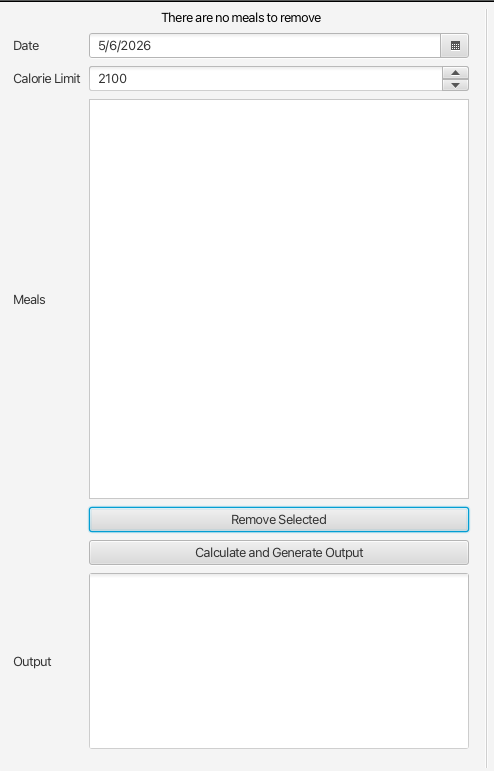 There are no meals to remove
Date
5/6/2026
Calorie Limit
2100
Meals
Remove Selected
Calculate and Generate Output
Output